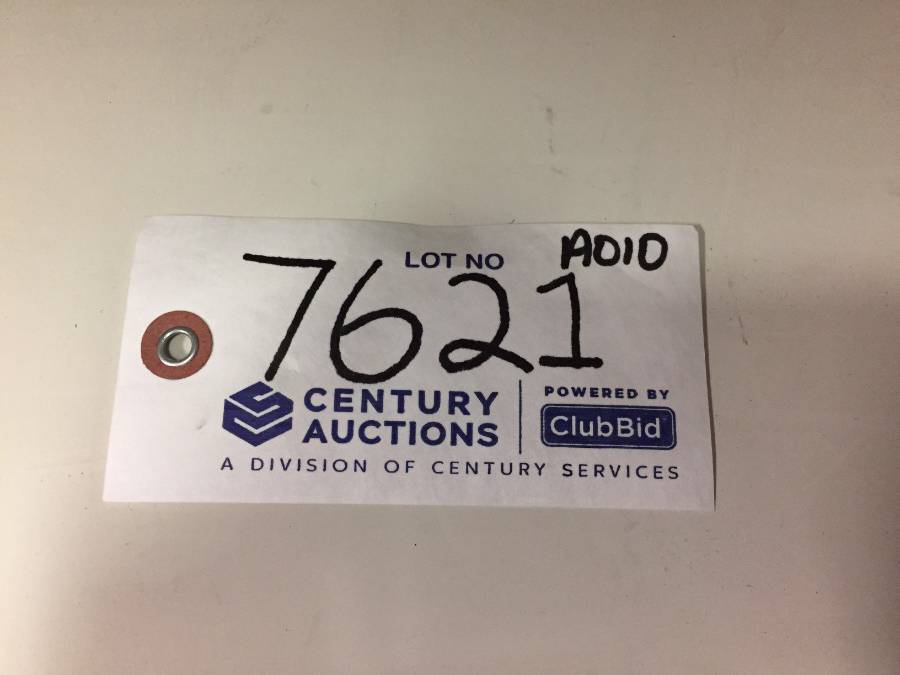 LOT NO
A010
7621
CENTURY
AUCTIONS
POWERED BY
ClubBid
A DIVISION OF CENTURY SERVICES